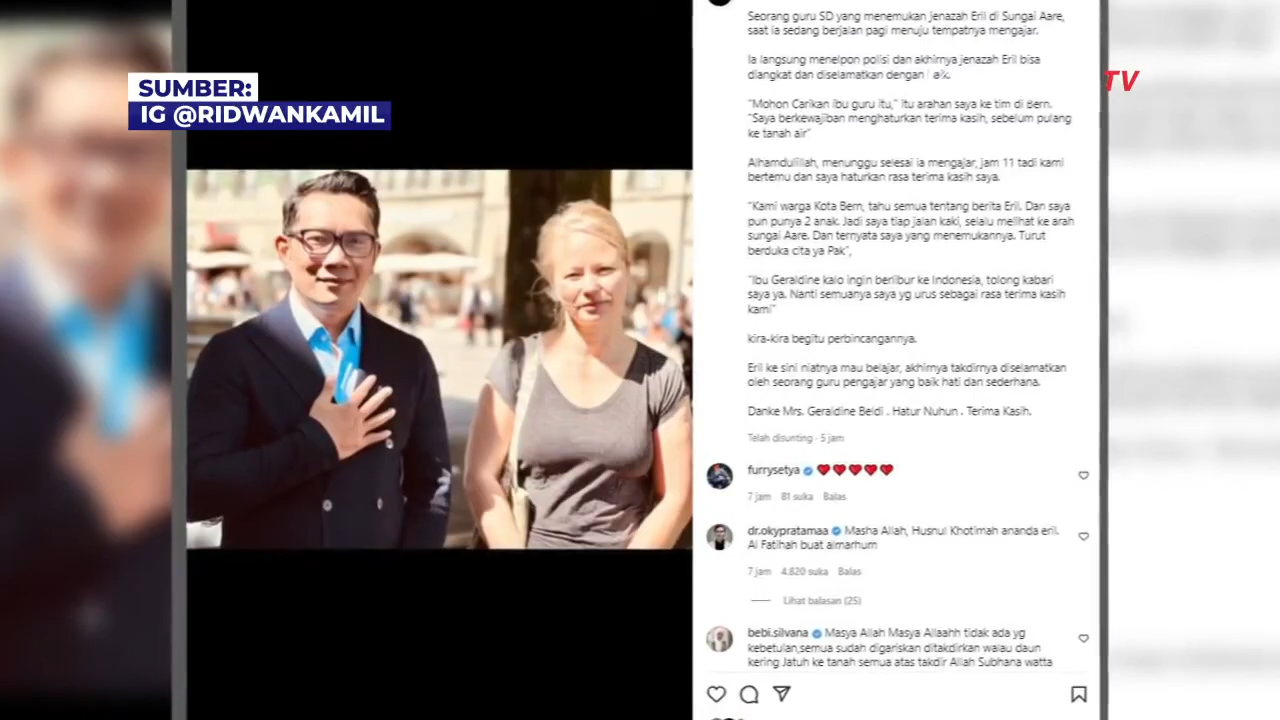 SUMBER:
IG @RIDWANKAMIL
TV
Seorang guru SD yang menemukan jenazah Eril di Sungai Aare,
saat ia sedang berjalan pagi menuju tempatnya mengajar.
Ia langsung menelpon polisi dan akhirnya jenazah Eril bisa
diangkat dan diselamatkan dengan
"Mohon Carikan ibu guru itu," itu arahan saya ke tim di Bern.
"Saya berkewajiban menghaturkan terima kasih, sebelum pulang
ke tanah air"
Alhamdulillah, menunggu selesai ia mengajar, jam 11 tadi kami
bertemu dan saya haturkan rasa terima kasih saya.
"Kami warga Kota Bern, tahu semua tentang berita Eril. Dan saya
pun punya 2 anak. Jadi saya tiap jalan kaki, selalu melihat ke arah
sungai Aare. Dan ternyata saya yang menemukannya. Turut
berduka cita ya Pak",
"Ibu Geraldine kalo ingin berlibur ke Indonesia, tolong kabari
saya ya. Nanti semuanya saya yg urus sebagai rasa terima kasih
kami"
kira-kira begitu perbincangannya.
Eril ke sini niatnya mau belajar, akhirnya takdirnya diselamatkan
oleh seorang guru pengajar yang baik hati dan sederhana.
Danke Mrs. Geraldine Beldi . Hatur Nuhun . Terima Kasih.
Telah disunting · 5 jam
furrysetya ❤❤❤❤❤
7 jam 81 suka Balas
dr.okypratamaa Masha Allah, Husnul Khotimah ananda eril.
Al Fatihah buat almarhum
7 jam 4.820 suka Balas
Lihat balasan (25)
bebi.silvana Masya Allah Masya Allaahh tidak ada yg
kebetulan,semua sudah digariskan ditakdirkan walau daun
kering Jatuh ke tanah semua atas takdir Allah Subhana watta